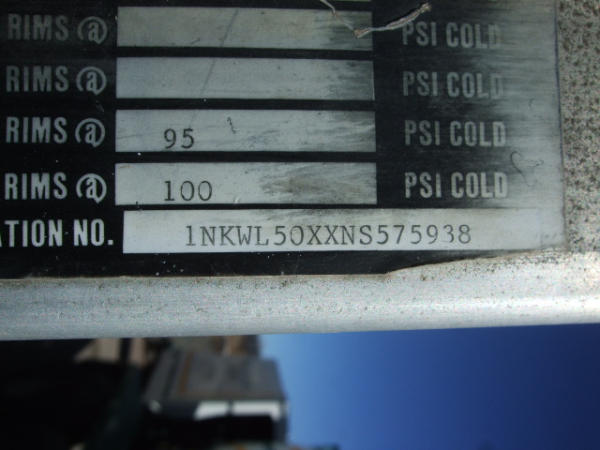 RIMS @ PSI COLD
RIMS @ PSI COLD
RIMS @ 95 PSI COLD
RIMS @ 100 PSI COLD
ATION NO. 1NKWL50XXNS575938